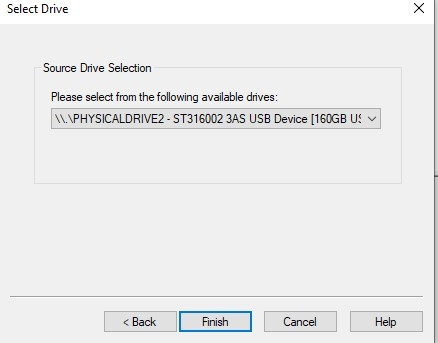 Select Drive
Source Drive Selection
Please select from the following available drives:
\\.\PHYSICALDRIVE2 - ST316002 3AS USB Device [160GB US
< Back
Finish
Cancel
Help